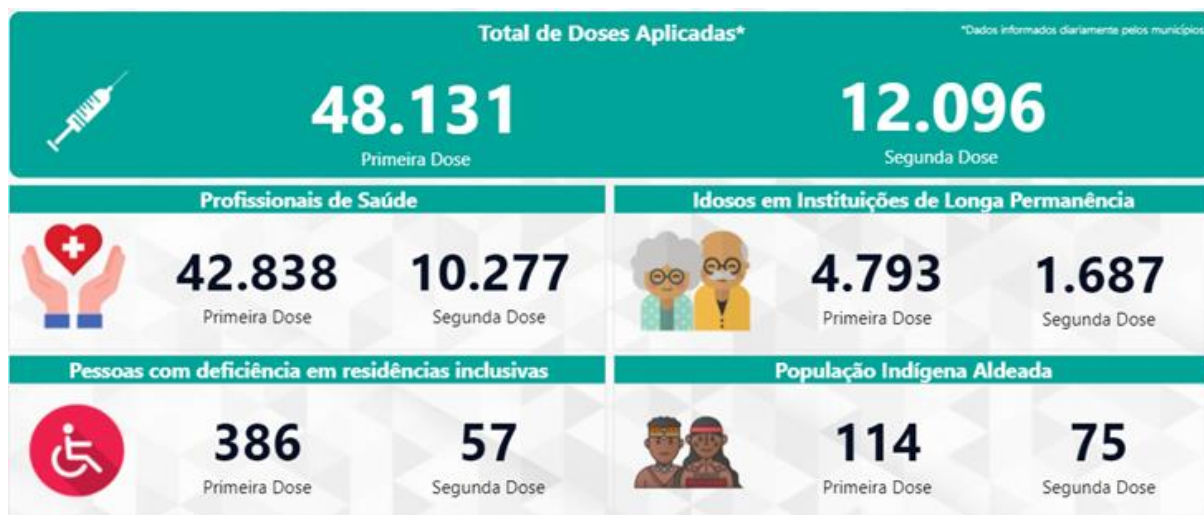 Total de Doses Aplicadas*
*Dados informados diariamente pelos municípios
48.131
Primeira Dose
12.096
Segunda Dose
Profissionais de Saúde
42.838
Primeira Dose
10.277
Segunda Dose
Idosos em Instituições de Longa Permanência
4.793
Primeira Dose
1.687
Segunda Dose
Pessoas com deficiência em residências inclusivas
386
Primeira Dose
57
Segunda Dose
População Indígena Aldeada
114
Primeira Dose
75
Segunda Dose